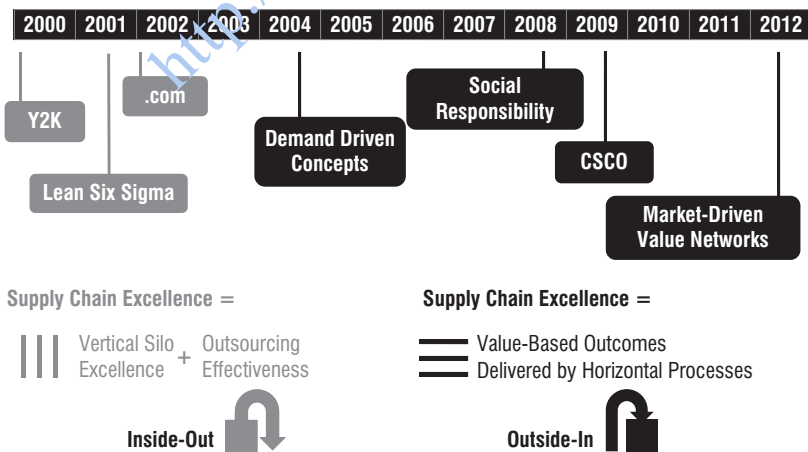 2000 2001 2002 2003 2004 2005 2006 2007 2008 2009 2010 2011 2012
http:/
Y2K
.com
Lean Six Sigma
Demand Driven
Concepts
Social
Responsibility
CSCO
Market-Driven
Value Networks
Supply Chain Excellence =
Vertical Silo + Outsourcing
Excellence Effectiveness
Inside-Out
Supply Chain Excellence =
Value-Based Outcomes
Delivered by Horizontal Processes
Outside-In